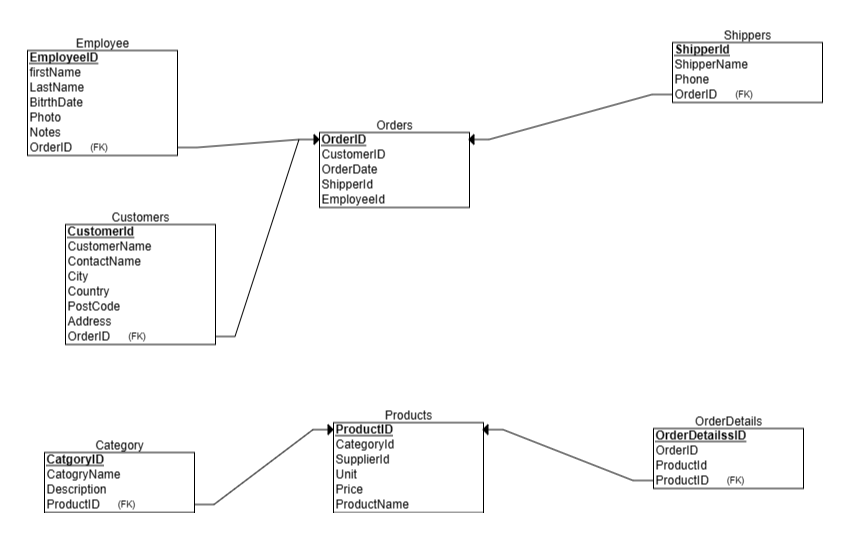 Employee
EmployeeID
firstName
LastName
BitrthDate
Photo
Notes
OrderID (FK)
Shippers
ShipperId
ShipperName
Phone
OrderID (FK)
Orders
OrderID
CustomerID
OrderDate
ShipperId
EmployeeId
Customers
CustomerId
CustomerName
ContactName
City
Country
PostCode
Address
OrderID (FK)
Products
ProductID
CategoryId
SupplierId
Unit
Price
ProductName
Category
CatgoryID
CatogryName
Description
ProductID (FK)
OrderDetails
OrderDetailssID
OrderID
ProductId
ProductID (FK)